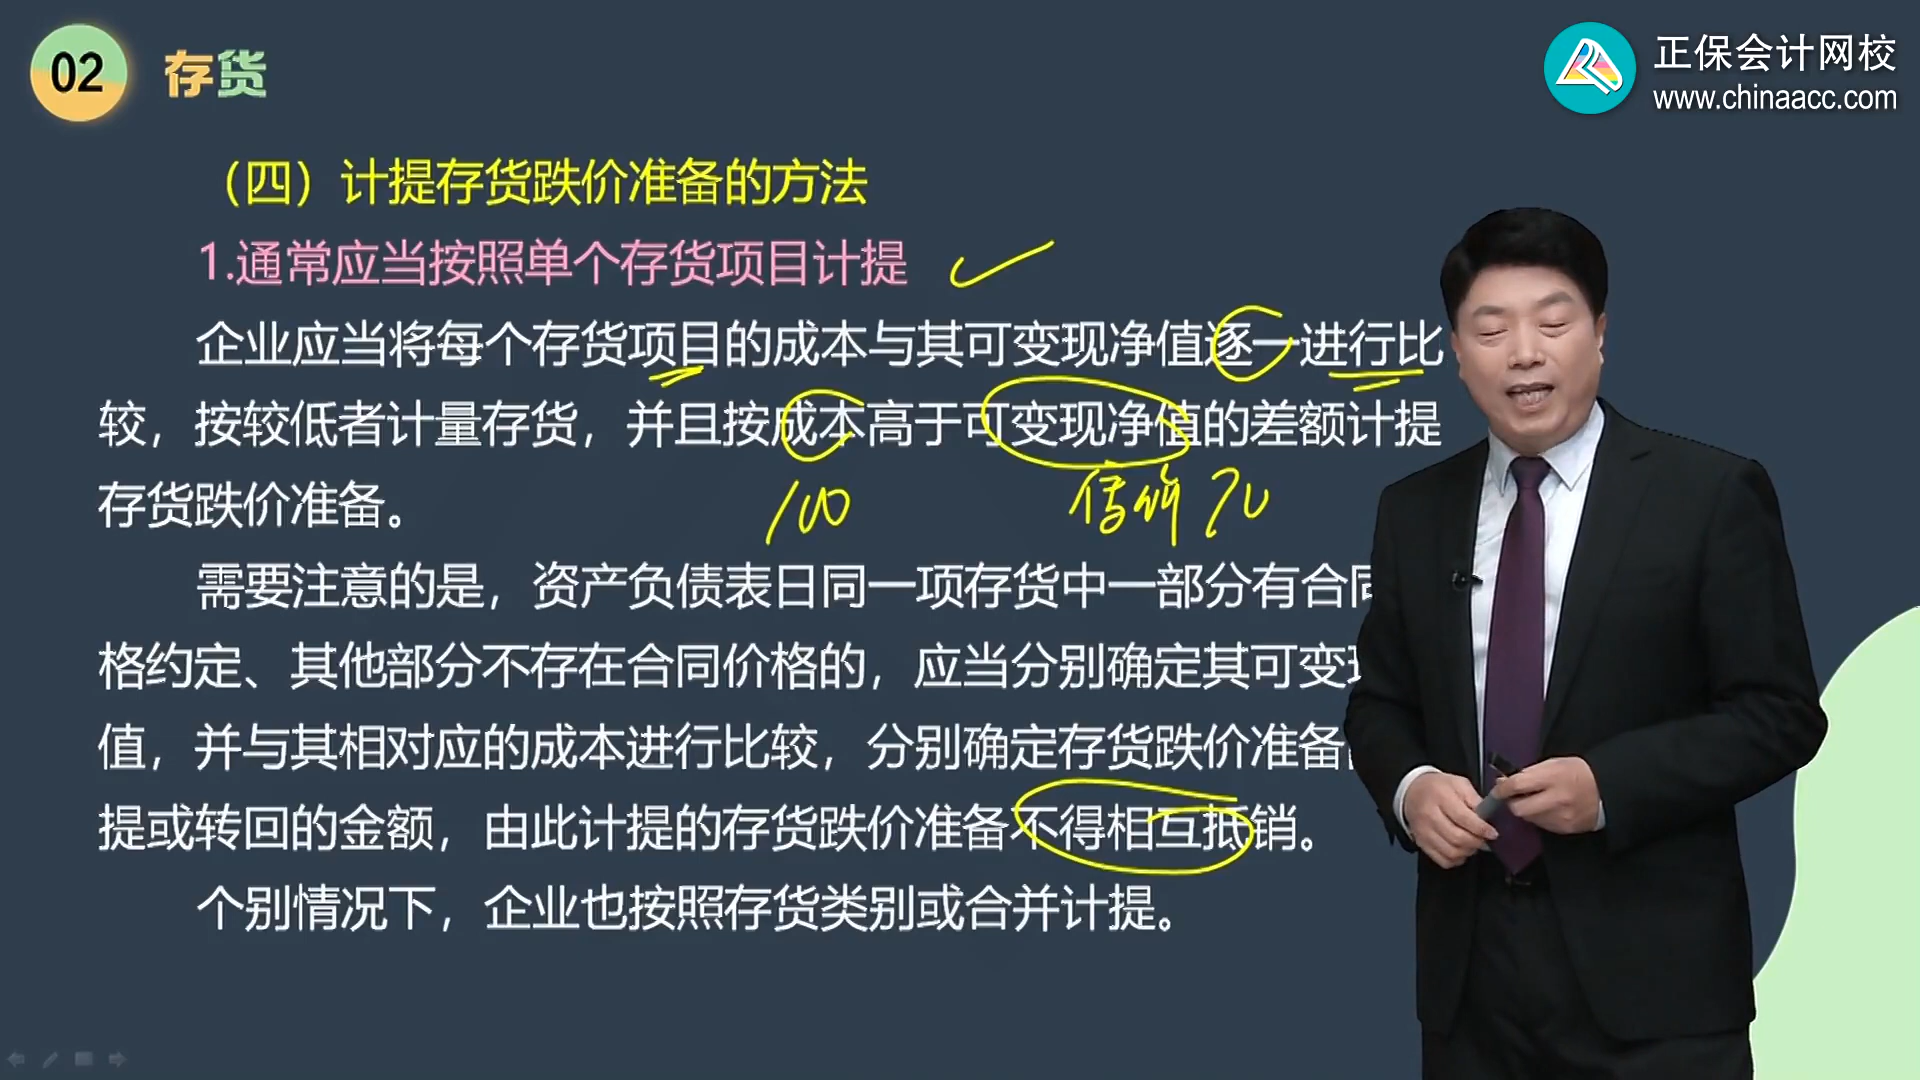 02 存货
正保会计网校
www.chinaacc.com
（四）计提存货跌价准备的方法
1.通常应当按照单个存货项目计提
企业应当将每个存货项目的成本与其可变现净值逐一进行比
较，按较低者计量存货，并且按成本高于可变现净值的差额计提
存货跌价准备。
100
估价 70
需要注意的是，资产负债表日同一项存货中一部分有合同
格约定、其他部分不存在合同价格的，应当分别确定其可变现
值，并与其相对应的成本进行比较，分别确定存货跌价准备
提或转回的金额，由此计提的存货跌价准备不得相互抵销。
个别情况下，企业也按照存货类别或合并计提。